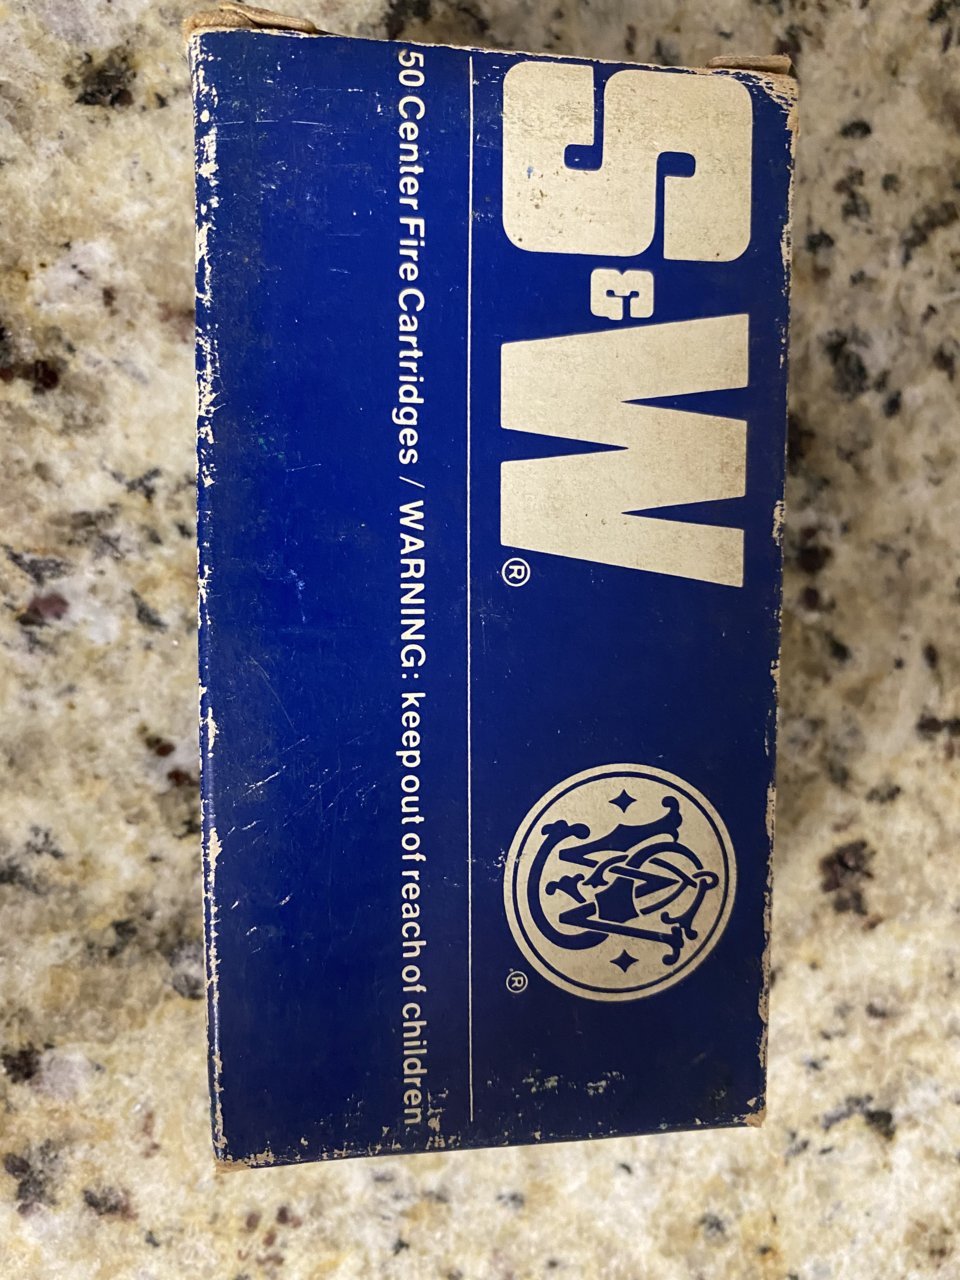 S&W®
®
50 Center Fire Cartridges / WARNING: keep out of reach of children